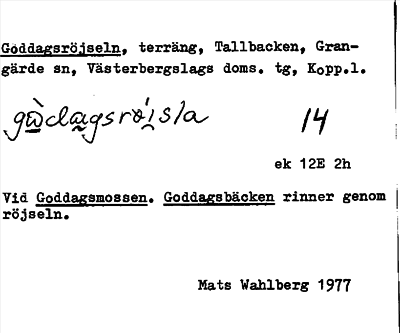 Goddagsröjseln, terräng, Tallbacken, Gran-
gärde sn, Västerbergslags doms. tg, Kopp.l.
14
ek 12E 2h
Vid Goddagsmossen. Goddagsbäcken rinner genom
röjseln.
Mats Wahlberg 1977